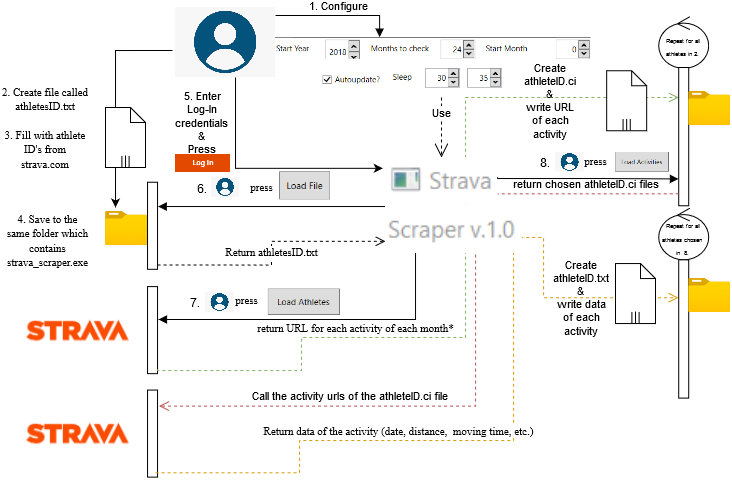 1. Configure
Start Year
2018
Months to check
24
Start Month
0
Autoupdate?
Sleep
30
35
Repeat for all
athletes in 2.
2. Create file called
athletesID.txt
3. Fill with athlete
ID's from
strava.com
4. Save to the
same folder which
contains
strava_scraper.exe
5. Enter
Log-In
credentials
&
Press
Log In
Use
Create
athleteID.ci
&
write URL
of each
activity
6.
press
Load File
Strava
Scraper v.1.0
8.
press
Load Activities
return chosen athleteID.ci files
Return athletesID.txt
Repeat for all
athletes chosen
in 8.
Create
athleteID.txt
&
write data
of each
activity
7.
press
Load Athletes
STRAVA
return URL for each activity of each month*
Call the activity urls of the athleteID.ci file
STRAVA
Return data of the activity (date, distance, moving time, etc.)